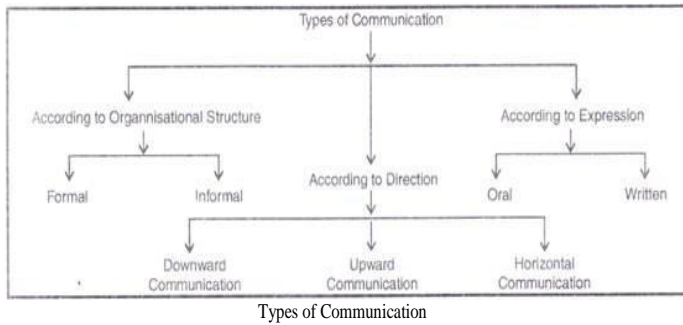 Types of Communication
According to Organnisational Structure
According to Expression
Formal
Informal
According to Direction
Oral
Written
Downward
Communication
Upward
Communication
Horizontal
Communication
Types of Communication